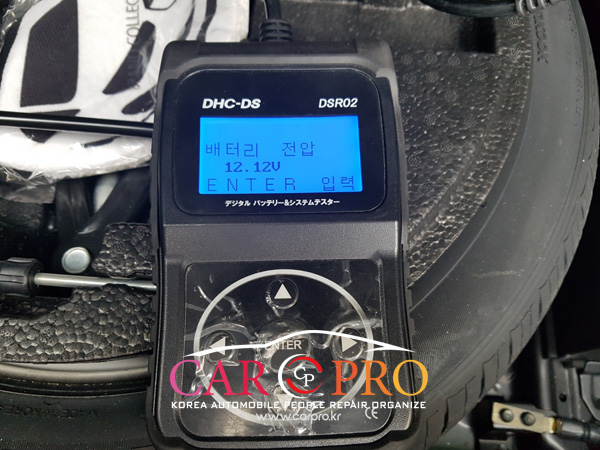 COLLEC
DHC-DS DSR02
배터리 전압
12.12V
ENTER 입력
デジタル バッテリー&システムテスター
ENTER
CAR CP PRO
KOREA AUTOMOBILE PEOPLE REPAIR ORGANIZE
www.carpro.kr
CE